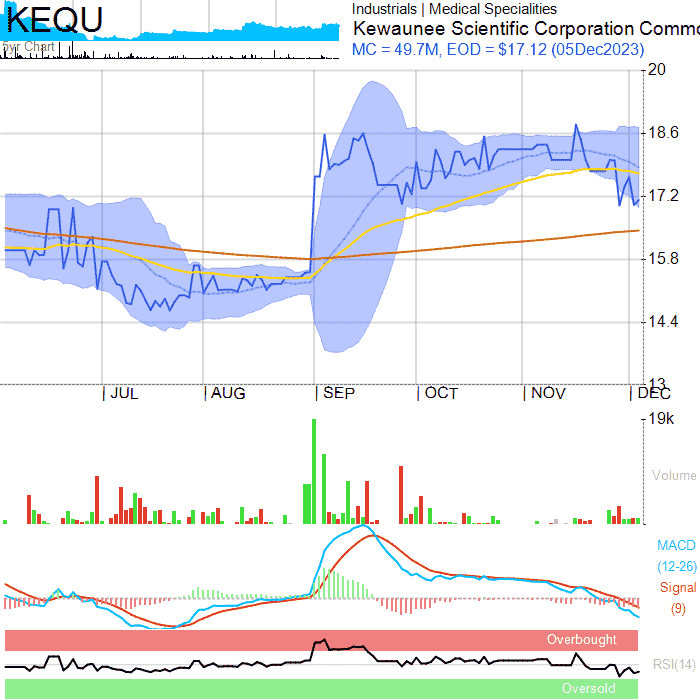 KEQU
Industrials | Medical Specialities
Kewaunee Scientific Corporation Commo
MC = 49.7M, EOD = $17.12 (05Dec2023)
5yr Chart
20
18.6
17.2
15.8
14.4
13
JUL
AUG
SEP
OCT
NOV
DEC
19k
Volume
MACD
(12-26)
Signal
(9)
Overbought
RSI(14)
Oversold